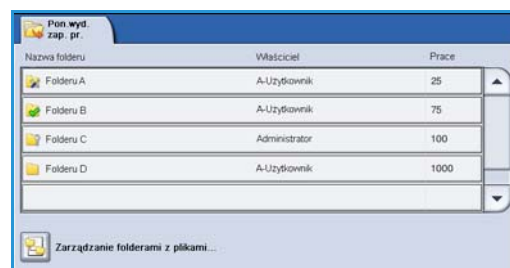 Pon.wyd.
zap. pr.
Nazwa folderu Właściciel Prace
Folderu A A-Użytkownik 25
Folderu B A-Użytkownik 75
Folderu C Administrator 100
Folderu D A-Użytkownik 1000
Zarządzanie folderami z plikami...